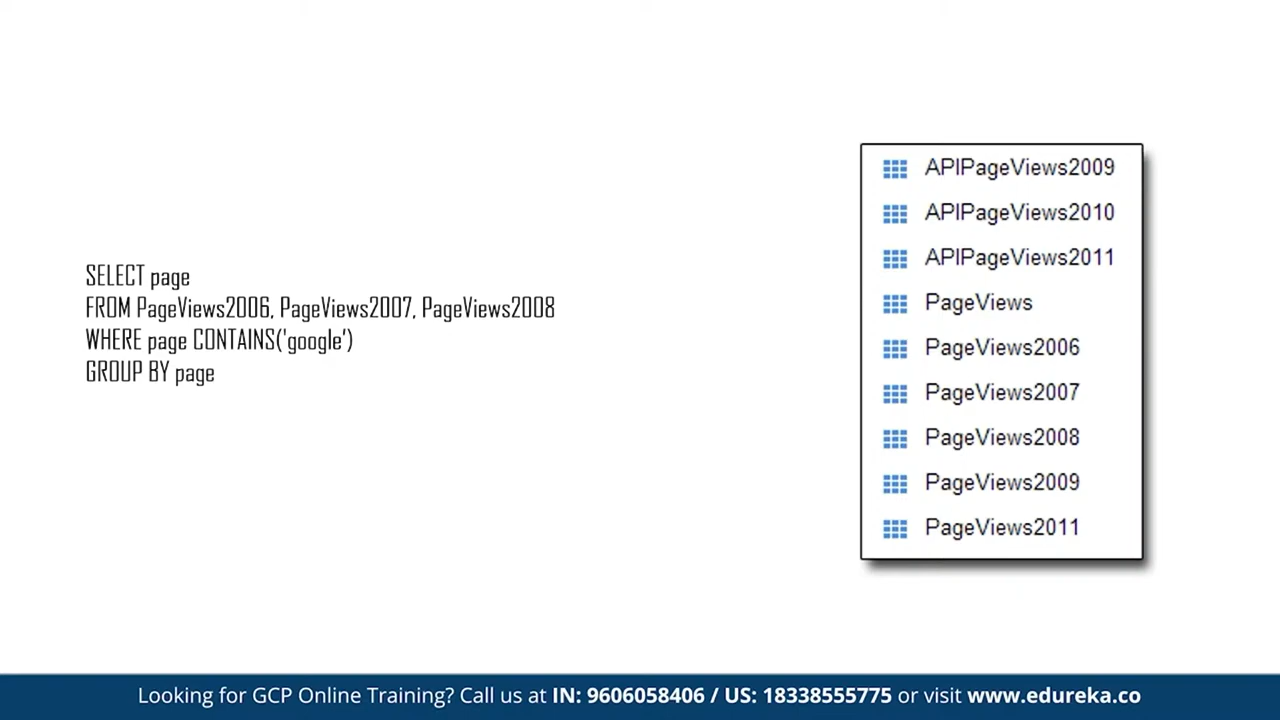 SELECT page
FROM PageViews2006, PageViews2007, PageViews2008
WHERE page CONTAINS('google')
GROUP BY page
APIPageViews2009
APIPageViews2010
APIPageViews2011
PageViews
PageViews2006
PageViews2007
PageViews2008
PageViews2009
PageViews2011
Looking for GCP Online Training? Call us at IN: 9606058406 / US: 18338555775 or visit www.edureka.co